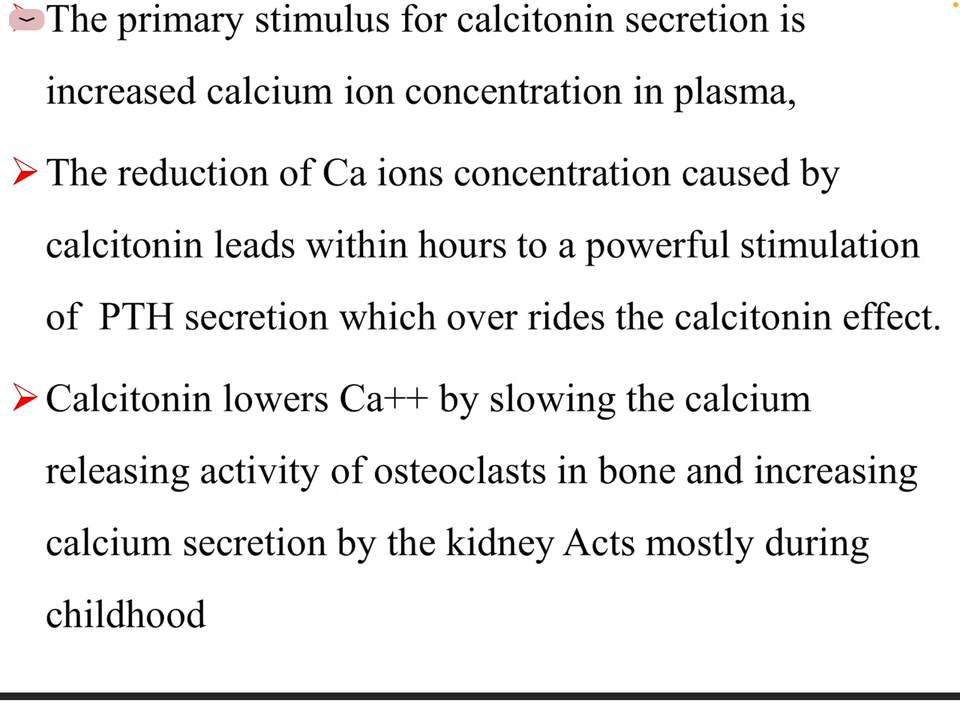 The primary stimulus for calcitonin secretion is
increased calcium ion concentration in plasma,
The reduction of Ca ions concentration caused by
calcitonin leads within hours to a powerful stimulation
of PTH secretion which over rides the calcitonin effect.
Calcitonin lowers Ca++ by slowing the calcium
releasing activity of osteoclasts in bone and increasing
calcium secretion by the kidney Acts mostly during
childhood